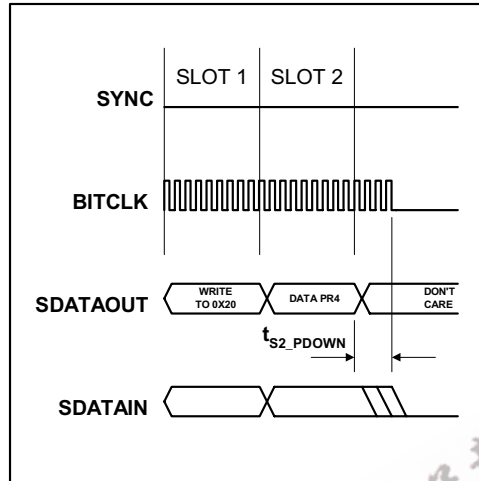 SLOT 1 SLOT 2
SYNC
BITCLK
WRITE
TO 0X20
DATA PR4
DON'T
CARE
SDATAOUT
tS2_PDOWN
SDATAIN